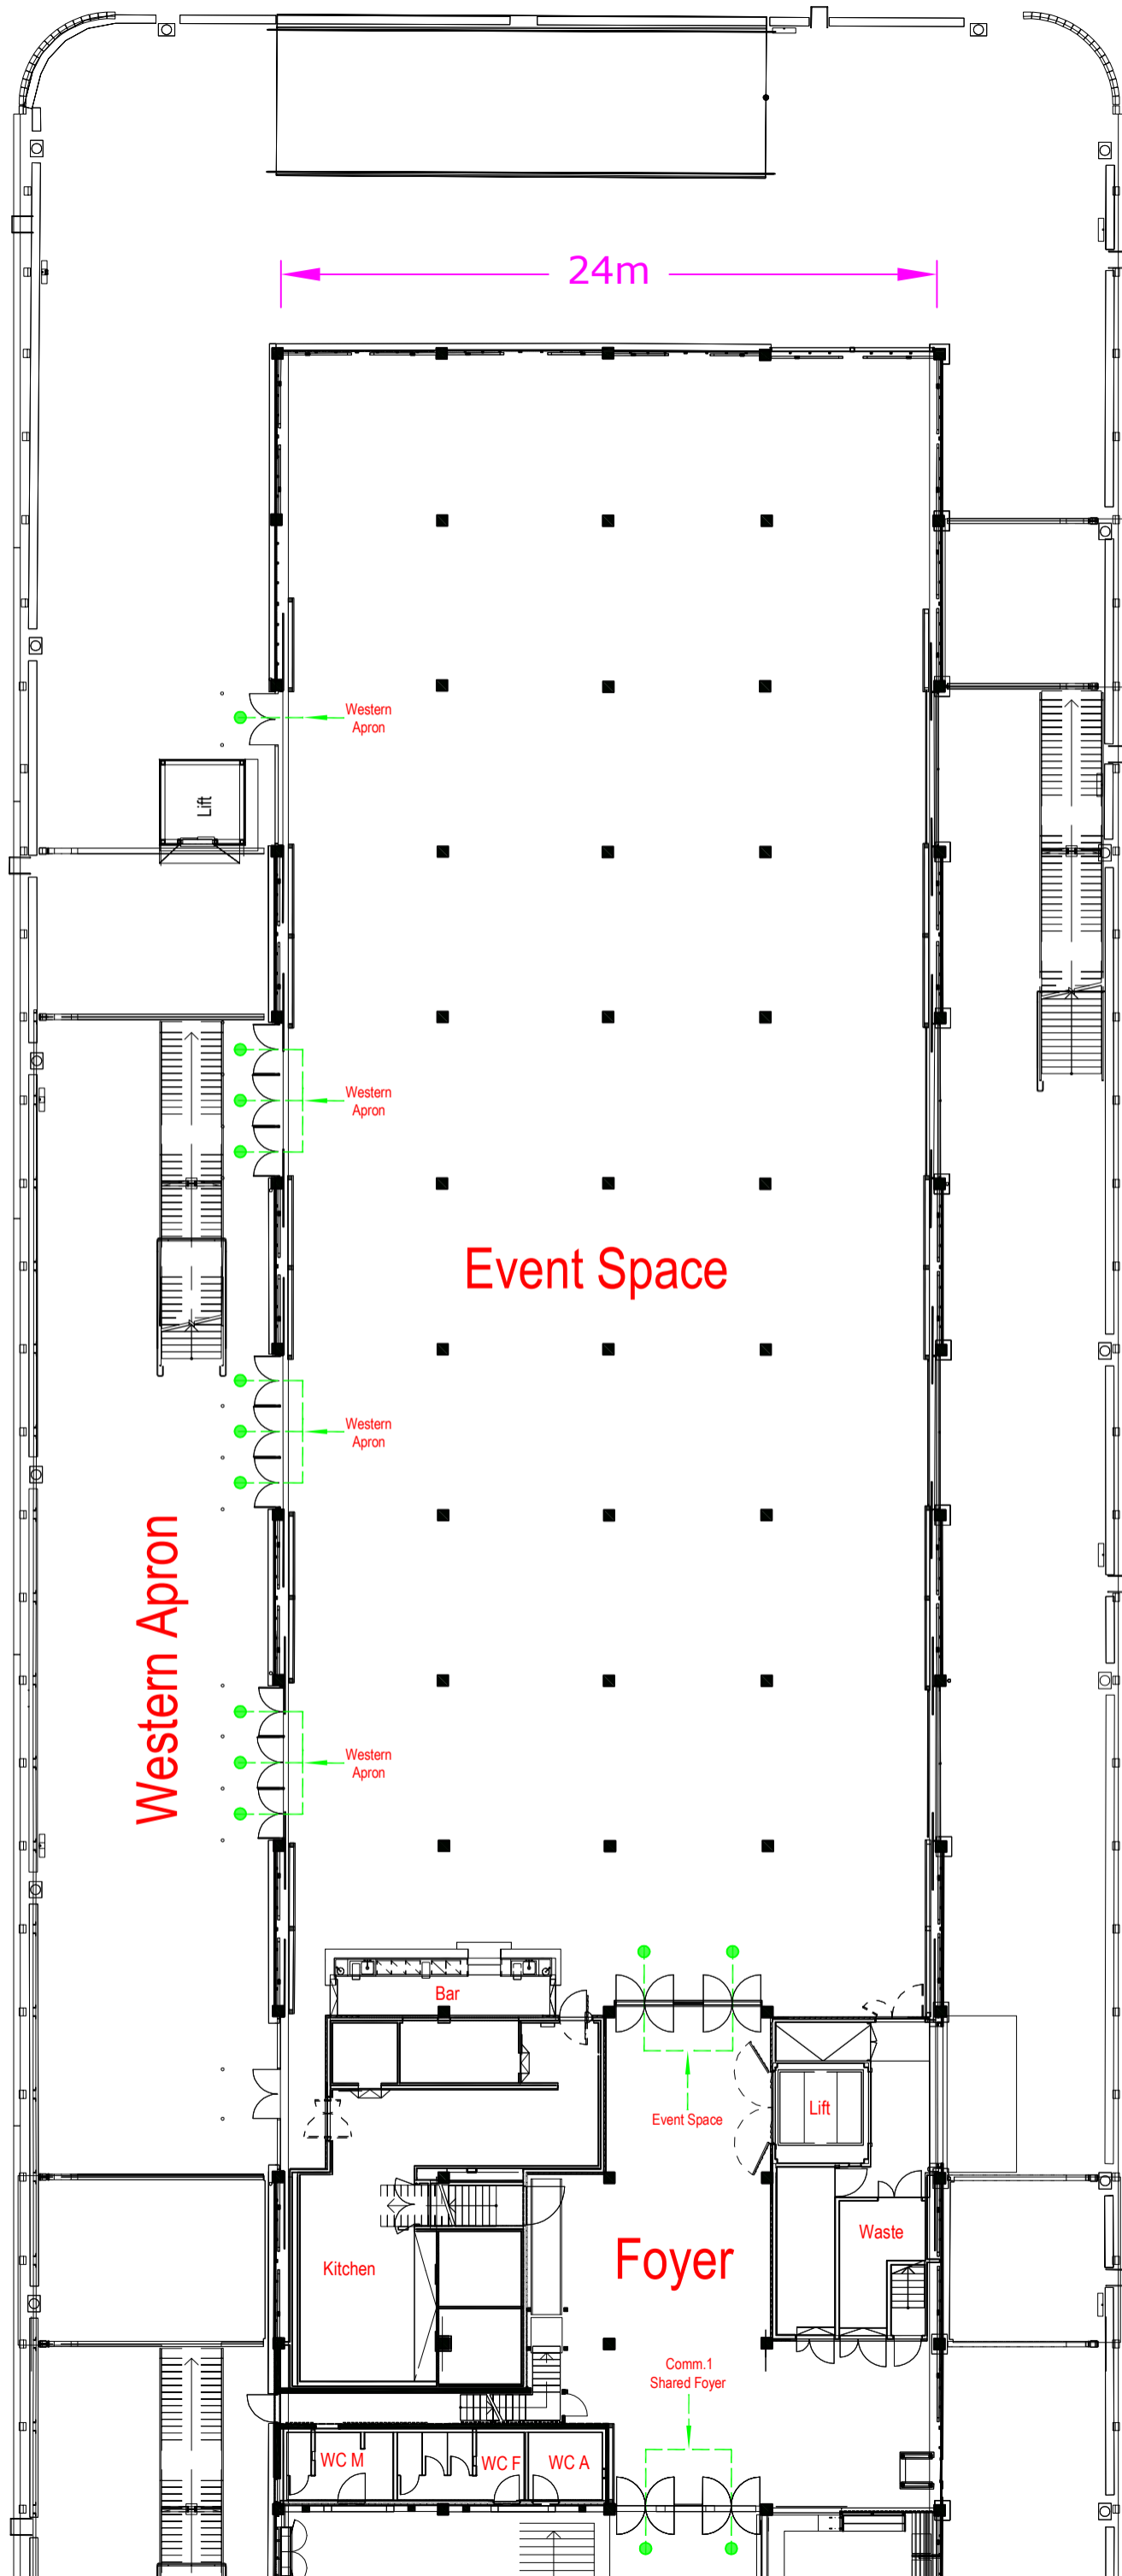 24m
Western
Apron
Lift
Western
Apron
Event Space
Western
Apron
Western Apron
Western
Apron
Bar
Event Space
Lift
Waste
Foyer
Kitchen
Comm.1
Shared Foyer
WC M
WC F
WC A